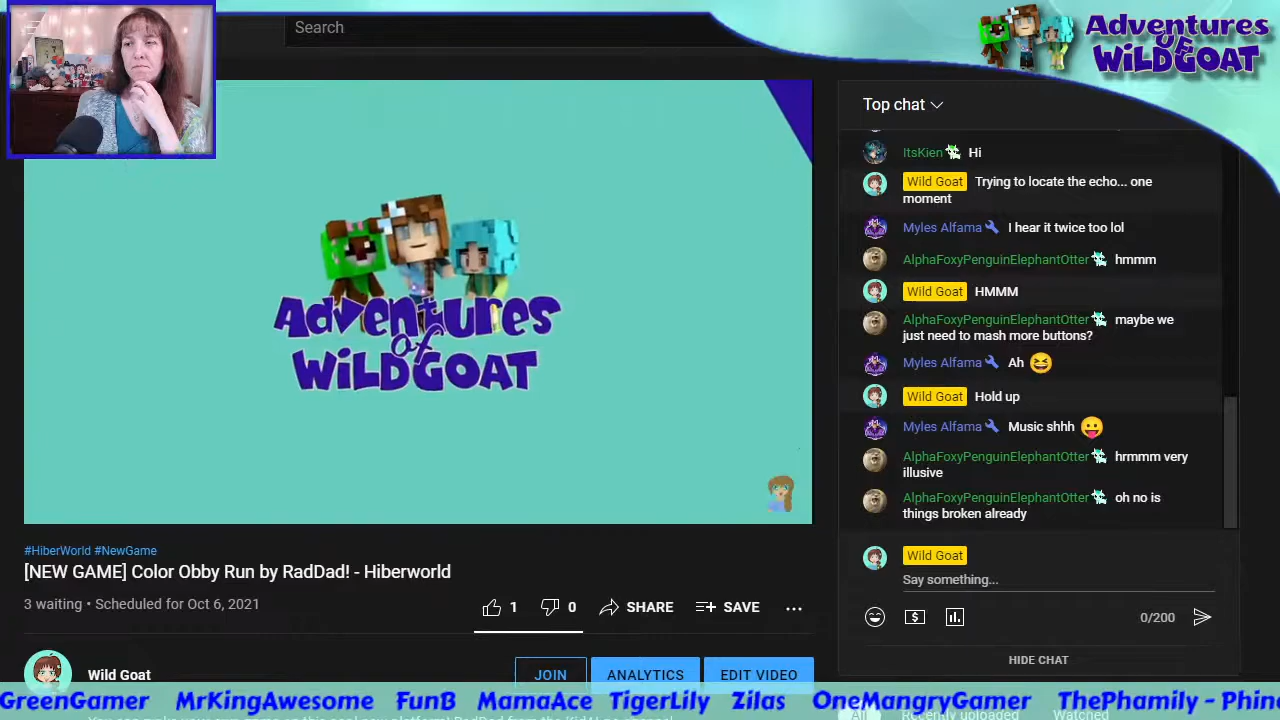 Search
Adventures
OF
WiLDGOAT
Top chat
ItsKien Hi
Wild Goat Trying to locate the echo... one
moment
Myles Alfama I hear it twice too lol
AlphaFoxyPenguinElephantOtter hmmm
Wild Goat HMMM
AlphaFoxyPenguinElephantOtter maybe we
just need to mash more buttons?
Myles Alfama Ah
Wild Goat Hold up
Myles Alfama Music shhh
AlphaFoxyPenguinElephantOtter hrmmm very
illusive
AlphaFoxyPenguinElephantOtter oh no is
things broken already
Wild Goat
Say something...
0/200
HIDE CHAT
Adventures
of
WiLDGOAT
#HiberWorld #NewGame
[NEW GAME] Color Obby Run by RadDad! - Hiberworld
3 waiting • Scheduled for Oct 6, 2021
1 0 SHARE SAVE
Wild Goat
JOIN ANALYTICS EDIT VIDEO
GreenGamer MrKingAwesome FunB MamaAce TigerLily Zilas OneMangryGamer ThePhamily - Phine
All Recently uploaded Watched